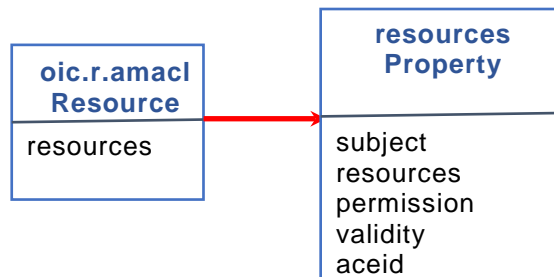 oic.r.amacl
Resource
resources
resources
Property
subject
resources
permission
validity
aceid